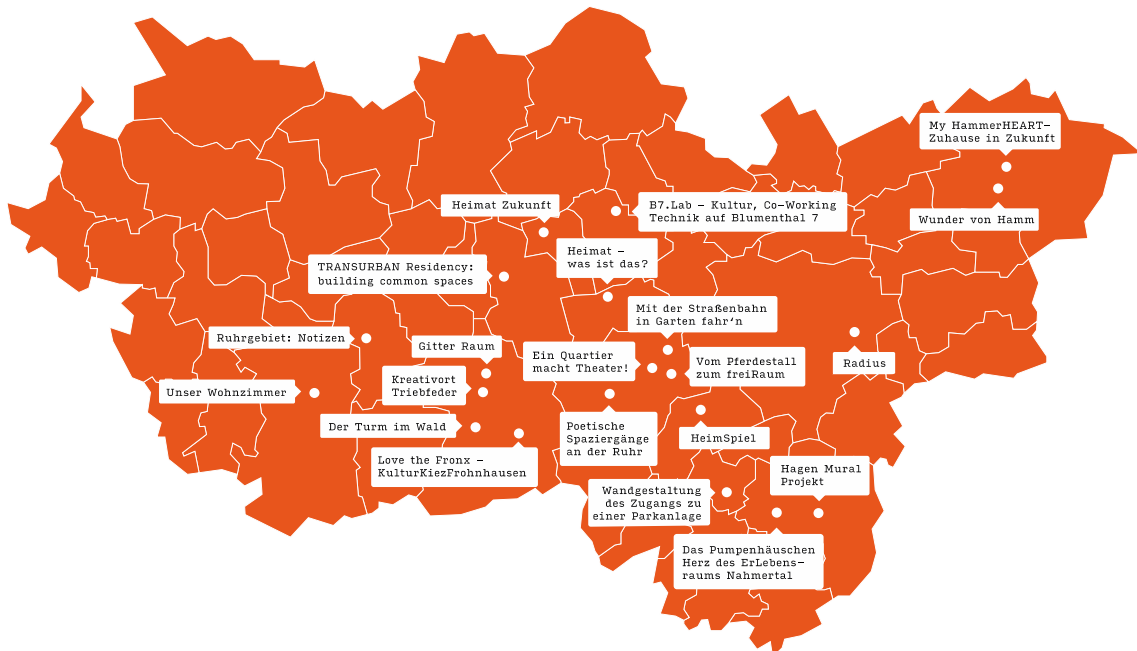 My HammerHEART–
Zuhause in Zukunft
Heimat Zukunft
B7.Lab – Kultur, Co-Working
Technik auf Blumenthal 7
Wunder von Hamm
Heimat –
was ist das?
TRANSURBAN Residency:
building common spaces
Mit der Straßenbahn
in Garten fahr‘n
Ruhrgebiet: Notizen
Gitter Raum
Ein Quartier
macht Theater!
Vom Pferdestall
zum freiRaum
Radius
Kreativort
Triebfeder
Unser Wohnzimmer
Der Turm im Wald
Poetische
Spaziergänge
an der Ruhr
HeimSpiel
Love the Fronx –
KulturKiezFrohnhausen
Hagen Mural
Projekt
Wandgestaltung
des Zugangs zu
einer Parkanlage
Das Pumpenhäuschen
Herz des ErLebens–
raums Nahmertal